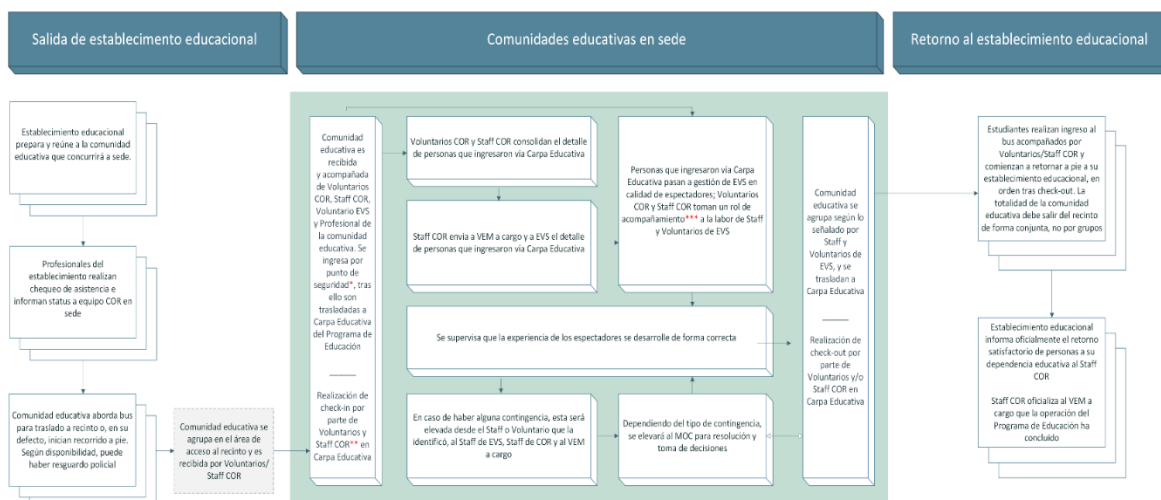 Salida de establecimento educacional
Comunidades educativas en sede
Retorno al establecimiento educacional
Establecimiento educacional
prepara y reúne a la comunidad
educativa que concurrirá a sede.
Profesionales del
establecimiento realizan
chequeo de asistencia e
informan status a equipo COR en
sede
Comunidad educativa aborda bus
para traslado a recinto o, en su
defecto, inician recorrido a pie.
Según disponibilidad, puede
haber resguardo policial
Comunidad educativa se
agrupa en el área de
acceso al recinto y es
recibida por Voluntarios/
Staff COR
Comunidad
educativa es
recibida
y acompañada
de Voluntarios
COR, Staff COR,
Voluntario EVS
y Profesional de
la comunidad
educativa. Se
ingresa por
punto de
seguridad*, tras
ello son
trasladadas a
Carpa Educativa
del Programa de
Educación
Realización de
check-in por
parte de
Voluntarios y
Staff COR** en
Carpa Educativa
Voluntarios COR y Staff COR consolidan el detalle
de personas que ingresaron vía Carpa Educativa
Staff COR envía a VEM a cargo y a EVS el detalle
de personas que ingresaron vía Carpa Educativa
Personas que ingresaron vía Carpa
Educativa pasan a gestión de EVS en
calidad de espectadores; Voluntarios
COR y Staff COR toman un rol de
acompañamiento*** a la labor de Staff
y Voluntarios de EVS
Se supervisa que la experiencia de los espectadores se desarrolle de forma correcta
En caso de haber alguna contingencia, esta será
elevada desde el Staff o Voluntario que la
identificó, al Staff de EVS, Staff de COR y al VEM
a cargo
Dependiendo del tipo de contingencia,
se elevará al MOC para resolución y
toma de decisiones
Comunidad
educativa se
agrupa según lo
señalado por
Staff y
Voluntarios de
EVS, y se
trasladan a
Carpa Educativa
Realización de
check-out por
parte de
Voluntarios y/o
Staff COR en
Carpa Educativa
Estudiantes realizan ingreso al
bus acompañados por
Voluntarios/Staff COR y
comienzan a retornar a pie a su
establecimiento educacional, en
orden tras check-out. La
totalidad de la comunidad
educativa debe salir del recinto
de forma conjunta, no por grupos
Establecimiento educacional
informa oficialmente el retorno
satisfactorio de personas a su
dependencia educativa al Staff
COR
Staff COR oficializa al VEM a
cargo que la operación del
Programa de Educación ha
concluído